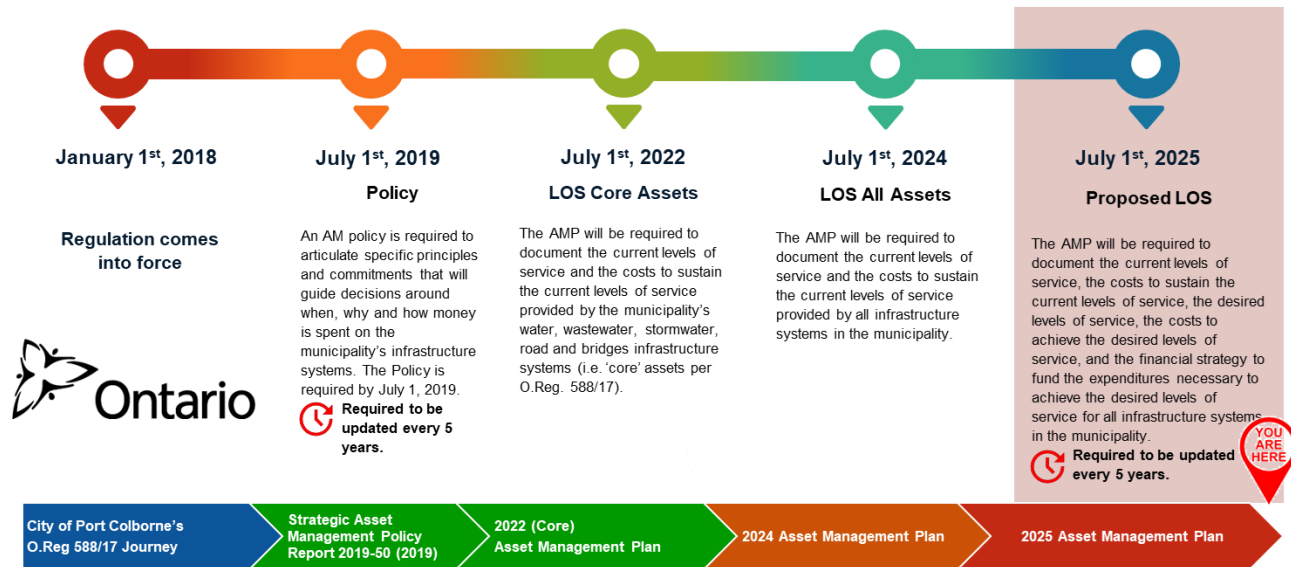 January 1st, 2018
Regulation comes
into force
Ontario
July 1st, 2019
Policy
An AM policy is required to
articulate specific principles
and commitments that will
guide decisions around
when, why and how money
is spent on the
municipality's infrastructure
systems. The Policy is
required by July 1, 2019.
Required to be
updated every 5
years.
July 1st, 2022
LOS Core Assets
The AMP will be required to
document the current levels of
service and the costs to sustain
the current levels of service
provided by the municipality's
water, wastewater, stormwater,
road and bridges infrastructure
systems (i.e. 'core' assets per
O.Reg. 588/17).
July 1st, 2024
LOS All Assets
The AMP will be required to
document the current levels of
service and the costs to sustain
the current levels of service
provided by all infrastructure
systems in the municipality.
July 1st, 2025
Proposed LOS
The AMP will be required to
document the current levels of
service, the costs to sustain the
current levels of service, the desired
levels of service, the costs to
achieve the desired levels of
service, and the financial strategy to
fund the expenditures necessary to
achieve the desired levels of
service for all infrastructure systems
in the municipality.
Required to be updated
every 5 years.
YOU
ARE
HERE
City of Port Colborne's
O.Reg 588/17 Journey
Strategic Asset
Management Policy
Report 2019-50 (2019)
2022 (Core)
Asset Management Plan
2024 Asset Management Plan
2025 Asset Management Plan